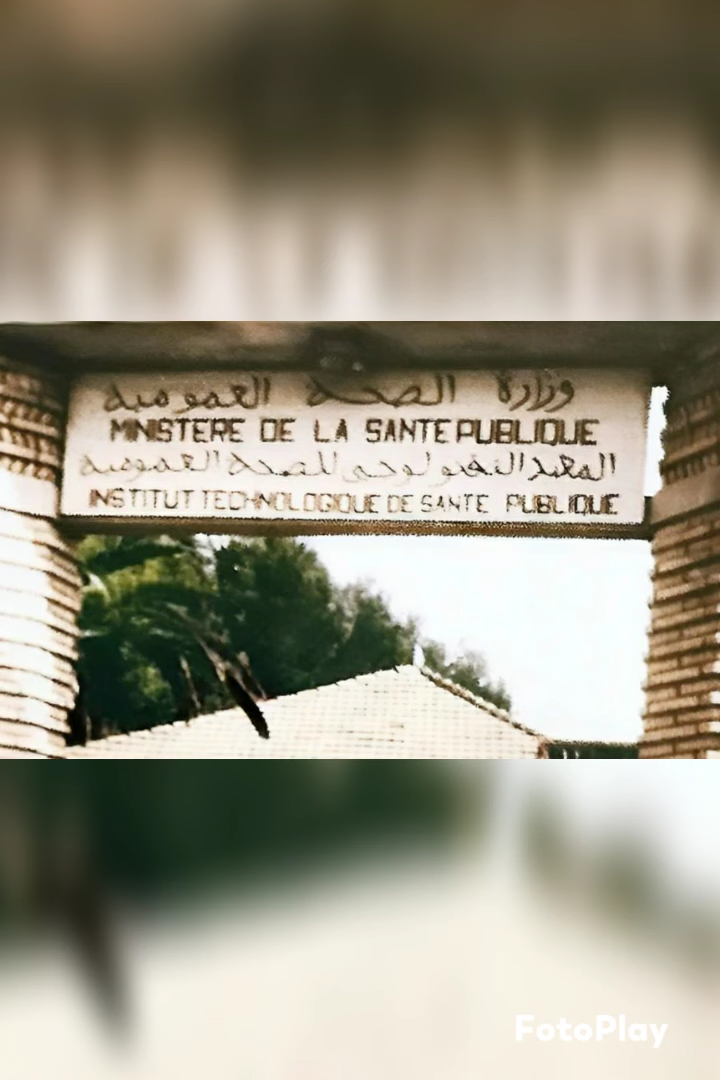 وزارة الصحة العمومية
MINISTERE DE LA SANTE PUBLIQUE
المعهد التكنولوجي للصحة العمومية
INSTITUT TECHNOLOGIQUE DE SANTE PUBLIQUE
FotoPlay